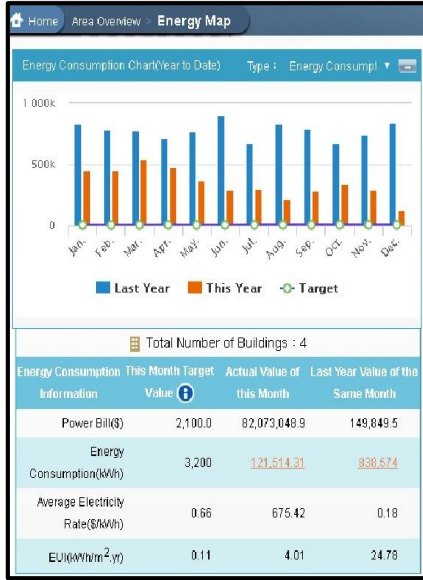 Home Area Overview > Energy Map
Energy Consumption Chart(Year to Date) Type : Energy Consumpt ▼
1 000k
500k
0
Jan. Feb. Mar. Apr. May. Jun. Jul. Aug. Sep. Oct. Nov. Dec.
Last Year This Year Target
Total Number of Buildings : 4
Energy Consumption This Month Target Actual Value of Last Year Value of the
Information Value this Month Same Month
Power Bill($) 2,100.0 82,073,048.9 149,849.5
Energy
Consumption(kWh) 3,200 121,514.31 838,574
Average Electricity
Rate($/kWh) 0.66 675.42 0.18
EUI(kWh/m².yr) 0.11 4.01 24.78